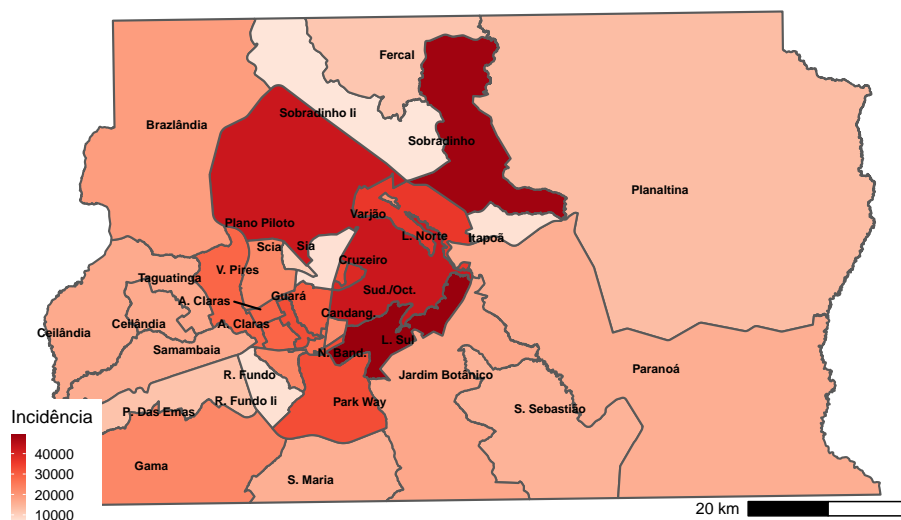 Fercal
Sobradinho Ii
Brazlândia
Sobradinho
Planaltina
Varjão
Plano Piloto
L. Norte
Itapoã
Scia
Sia
Cruzeiro
V. Pires
Taguatinga
Sud./Oct.
A. Claras
Guará
Candang.
Ceilândia
Ceilândia
A. Claras
L. Sul
Samambaia
N. Band.
R. Fundo
Jardim Botânico
Paranoá
R. Fundo Ii
Park Way
P. Das Emas
S. Sebastião
Incidência
40000
30000
20000
10000
Gama
S. Maria
20 km